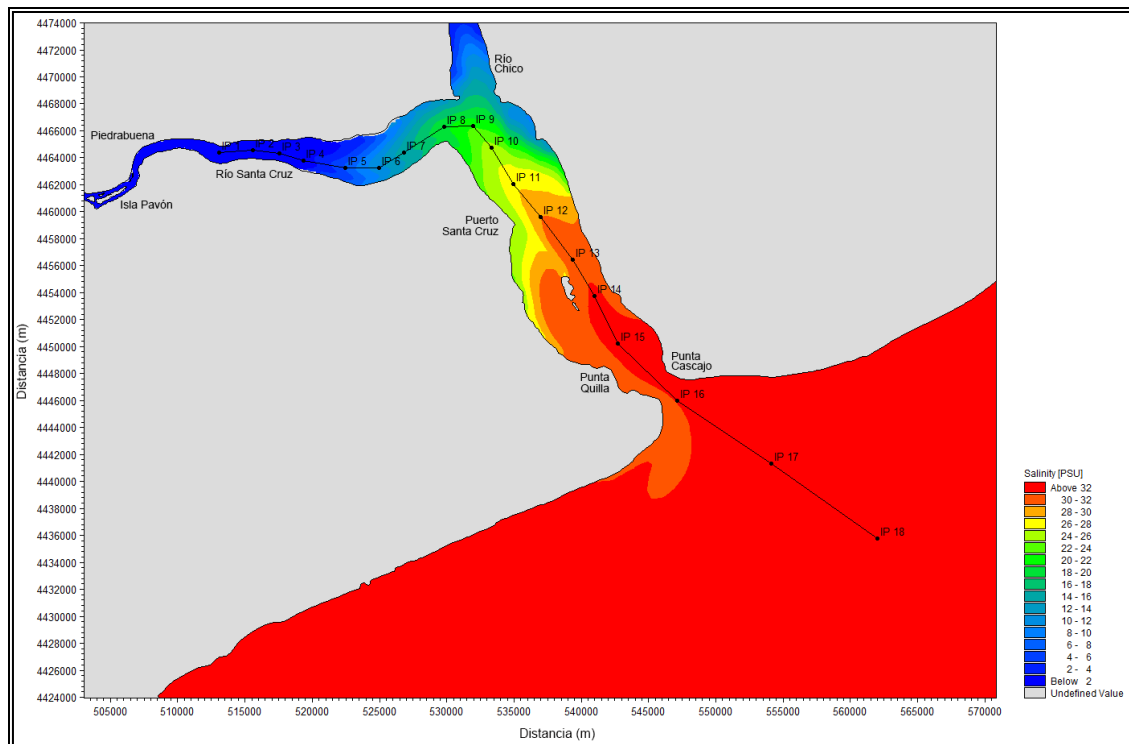 4474000
4472000
4470000
4468000
4466000
4464000
4462000
4460000
4458000
4456000
4454000
4452000
4450000
4448000
4446000
4444000
4442000
4440000
4438000
4436000
4434000
4432000
4430000
4428000
4426000
4424000
Distancia (m)
505000 510000 515000 520000 525000 530000 535000 540000 545000 550000 555000 560000 565000 570000
Distancia (m)
Río
Chico
Piedrabuena
Isla Pavón
Río Santa Cruz
Puerto
Santa Cruz
Punta
Quilla
Punta
Cascajo
IP 1
IP 2
IP 3
IP 4
IP 5
IP 6
IP 7
IP 8
IP 9
IP 10
IP 11
IP 12
IP 13
IP 14
IP 15
IP 16
IP 17
IP 18
Salinity [PSU]
Above 32
30 - 32
28 - 30
26 - 28
24 - 26
22 - 24
20 - 22
18 - 20
16 - 18
14 - 16
12 - 14
10 - 12
8 - 10
6 - 8
4 - 6
2 - 4
Below 2
Undefined Value